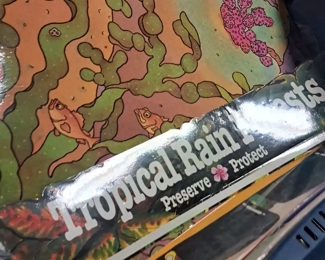 Tropical Rain Forests
Preserve Protect